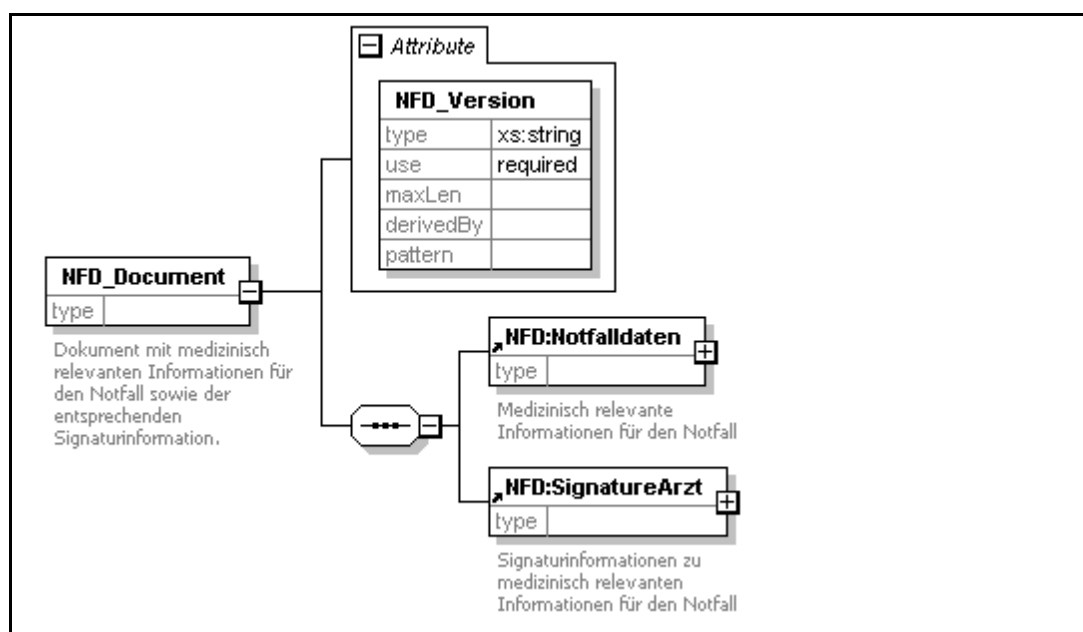 Attribute
NFD_Version
type xs:string
use required
maxLen
derivedBy
pattern
NFD_Document
type
Dokument mit medizinisch
relevanten Informationen für
den Notfall sowie der
entsprechenden
Signaturinformation.
NFD:Notfalldaten
type
Medizinisch relevante
Informationen für den Notfall
NFD:SignatureArzt
type
Signaturinformationen zu
medizinisch relevanten
Informationen für den Notfall